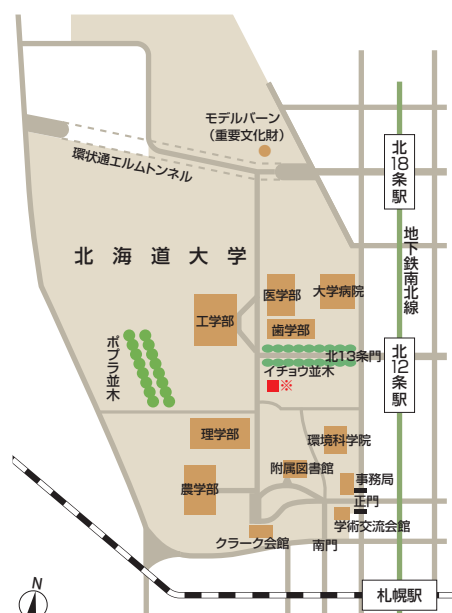 モデルバーン
（重要文化財）
環状通エルムトンネル
北18条駅
地下鉄南北線
北海道大学
医学部
大学病院
工学部
歯学部
北13条門
北12条駅
イチョウ並木
※
ポプラ並木
理学部
環境科学院
附属図書館
農学部
事務局
正門
学術交流会館
クラーク会館
南門
札幌駅
N